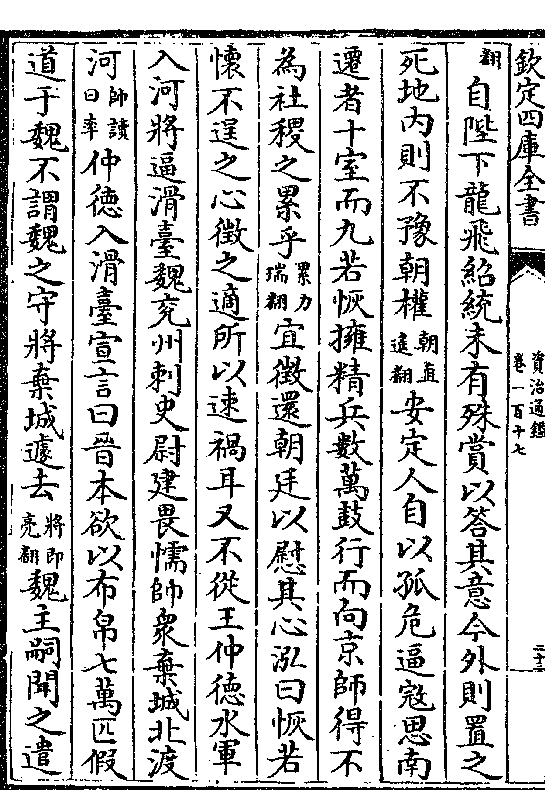 欽定四庫全書
資治通鑑
卷一百十七
二十二
翻自陛下龍飛紹統未有殊賞以答其意今外則置之
死地内則不豫朝權朝直遥翻安定人自以孤危逼寇思南
遷者十室而九若恢擁精兵數萬鼓行而向京師得不
為社稷之累乎累力瑞翻宜徵還朝廷以慰其心泓曰恢若
懷不逞之心徵之適所以速禍耳又不從王仲德水軍
入河將逼滑臺魏兖州刺史尉建畏懦帥衆棄城北渡
河帥讀曰率仲德入滑臺宣言曰晉本欲以布帛七萬匹假
道于魏不謂魏之守將棄城遽去將即亮翻魏主嗣聞之遣